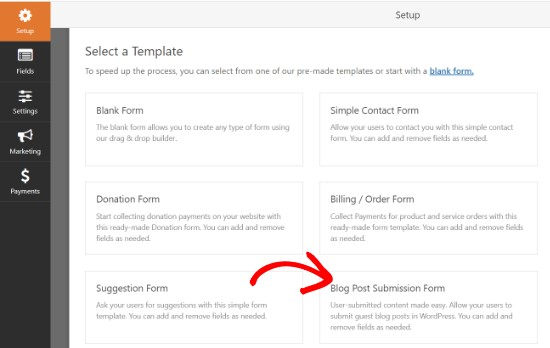 Setup
Setup
Fields
Settings
Marketing
Payments
Select a Template
To speed up the process, you can select from one of our pre-made templates or start with a blank form.
Blank Form
The blank form allows you to create any type of form using
our drag & drop builder.
Simple Contact Form
Allow your users to contact you with this simple contact
form. You can add and remove fields as needed.
Donation Form
Start collecting donation payments on your website with
this ready-made Donation form. You can add and remove
fields as needed.
Billing / Order Form
Collect Payments for product and service orders with this
ready-made form template. You can add and remove fields
as needed.
Suggestion Form
Ask your users for suggestions with this simple form
template. You can add and remove fields as needed.
Blog Post Submission Form
User-submitted content made easy. Allow your users to
submit guest blog posts in WordPress. You can add and
remove fields as needed.